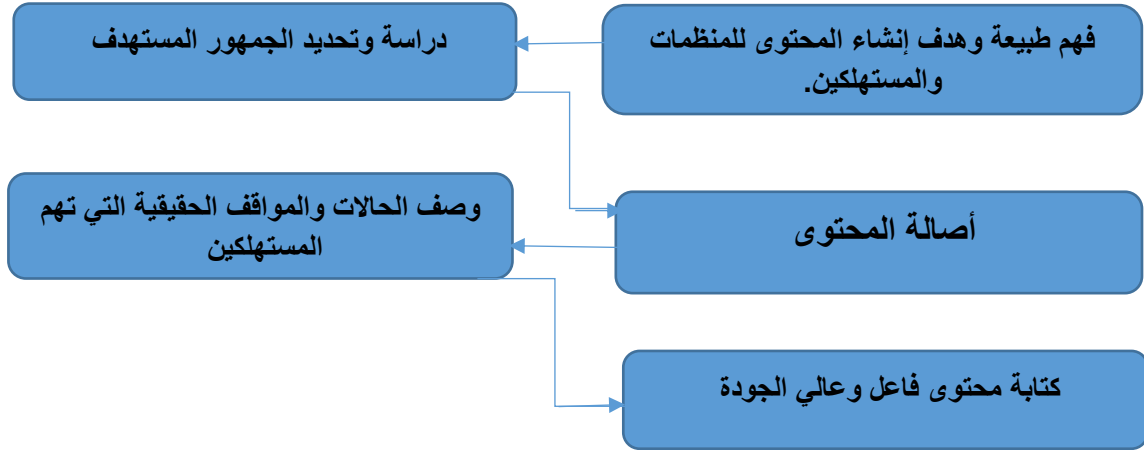 فهم طبيعة وهدف إنشاء المحتوى للمنظمات
والمستهلكين.
دراسة وتحديد الجمهور المستهدف
أصالة المحتوى
وصف الحالات والمواقف الحقيقية التي تهم
المستهلكين
كتابة محتوى فاعل وعالي الجودة